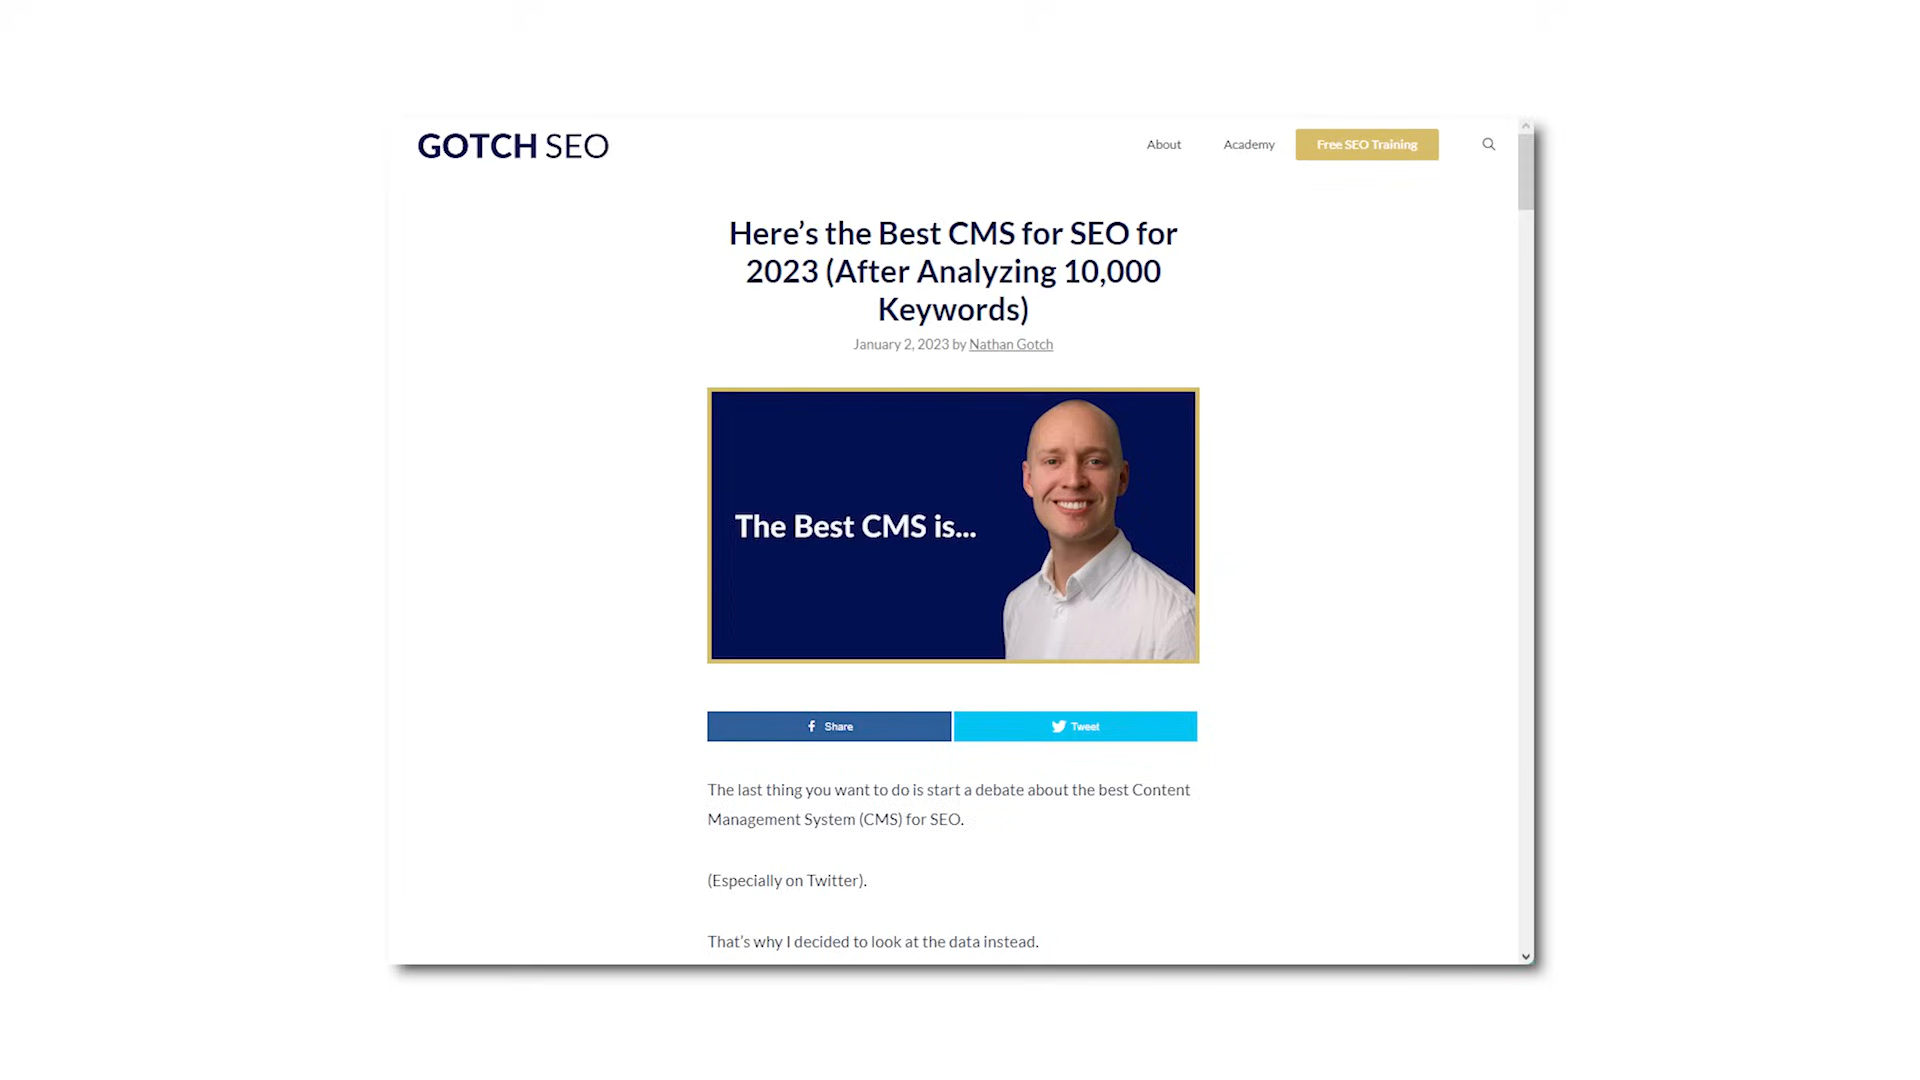 GOTCH SEO
About
Academy
Free SEO Training
Here’s the Best CMS for SEO for
2023 (After Analyzing 10,000
Keywords)
January 2, 2023 by Nathan Gotch
The Best CMS is...
Share
Tweet
The last thing you want to do is start a debate about the best Content
Management System (CMS) for SEO.
(Especially on Twitter).
That’s why I decided to look at the data instead.